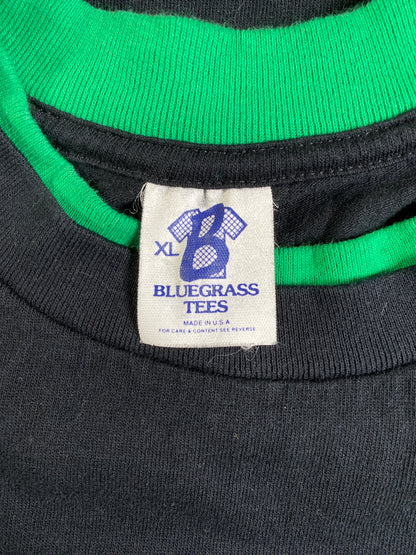 XL B
BLUEGRASS
TEES
MADE IN U.S.A.
FOR CARE & CONTENT SEE REVERSE